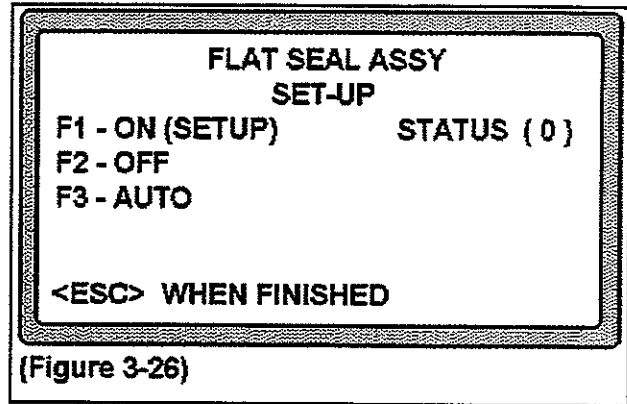 FLAT SEAL ASSY
SET-UP
F1 - ON (SETUP) STATUS ( 0 )
F2 - OFF
F3 - AUTO
<ESC> WHEN FINISHED
(Figure 3-26)